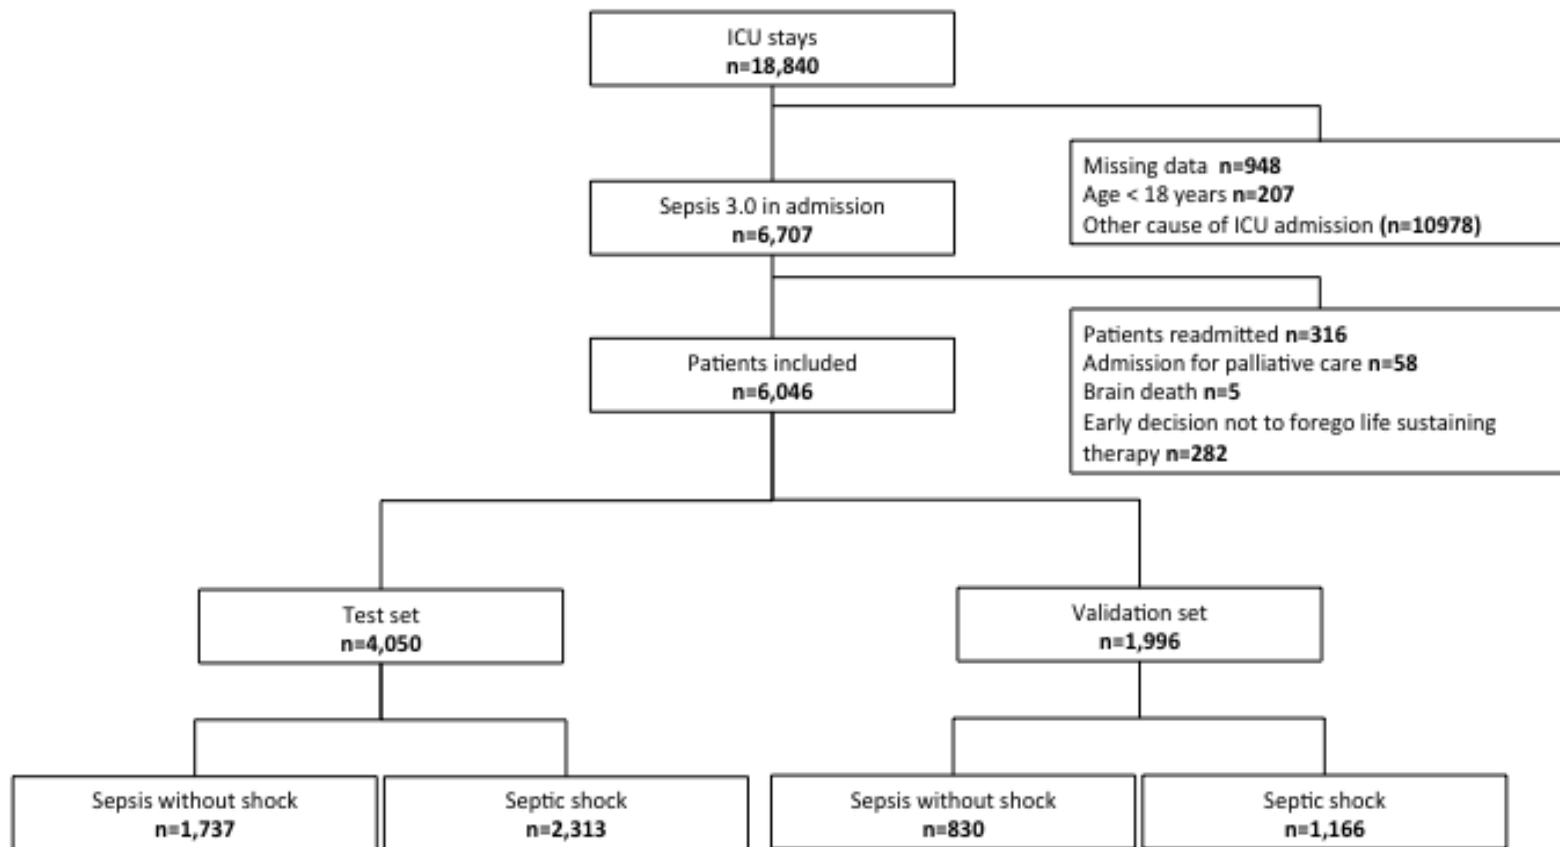 ICU stays
n=18,840
Missing data n=948
Age < 18 years n=207
Other cause of ICU admission (n=10978)
Sepsis 3.0 in admission
n=6,707
Patients readmitted n=316
Admission for palliative care n=58
Brain death n=5
Early decision not to forego life sustaining
therapy n=282
Patients included
n=6,046
Test set
n=4,050
Validation set
n=1,996
Sepsis without shock
n=1,737
Septic shock
n=2,313
Sepsis without shock
n=830
Septic shock
n=1,166